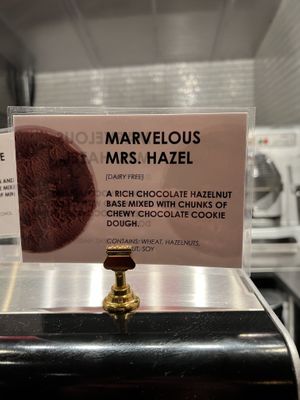 MARVELOUS
MRS. HAZEL
[DAIRY FREE]
A RICH CHOCOLATE HAZELNUT
BASE MIXED WITH CHUNKS OF
CHEWY CHOCOLATE COOKIE
DOUGH.
CONTAINS: WHEAT, HAZELNUTS,
SOY